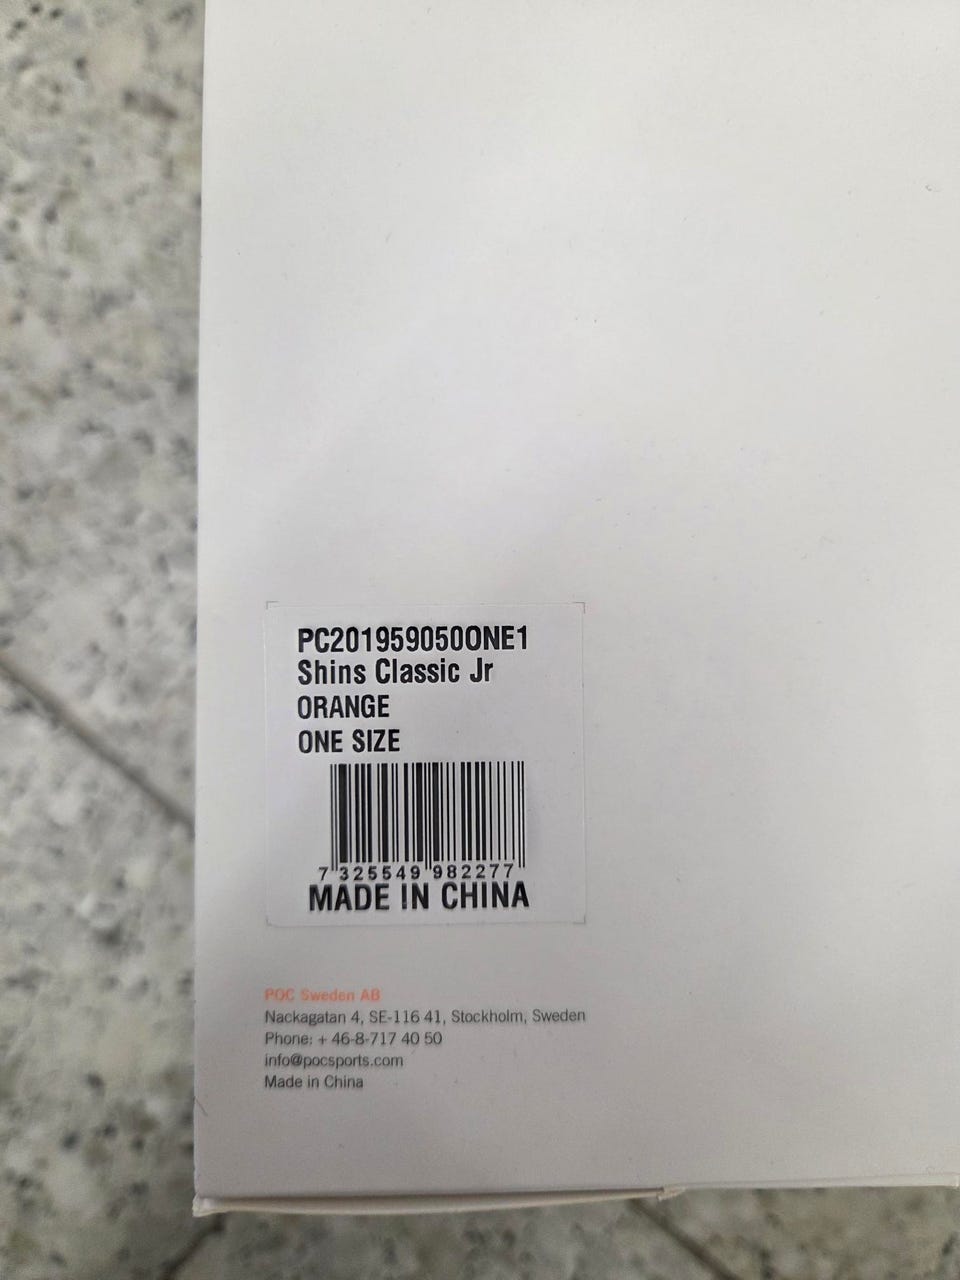 PC201959050ONE1
Shins Classic Jr
ORANGE
ONE SIZE
7 325549 982277
MADE IN CHINA
POC Sweden AB
Nackagatan 4, SE-116 41, Stockholm, Sweden
Phone: + 46-8-717 40 50
info@pocsports.com
Made in China